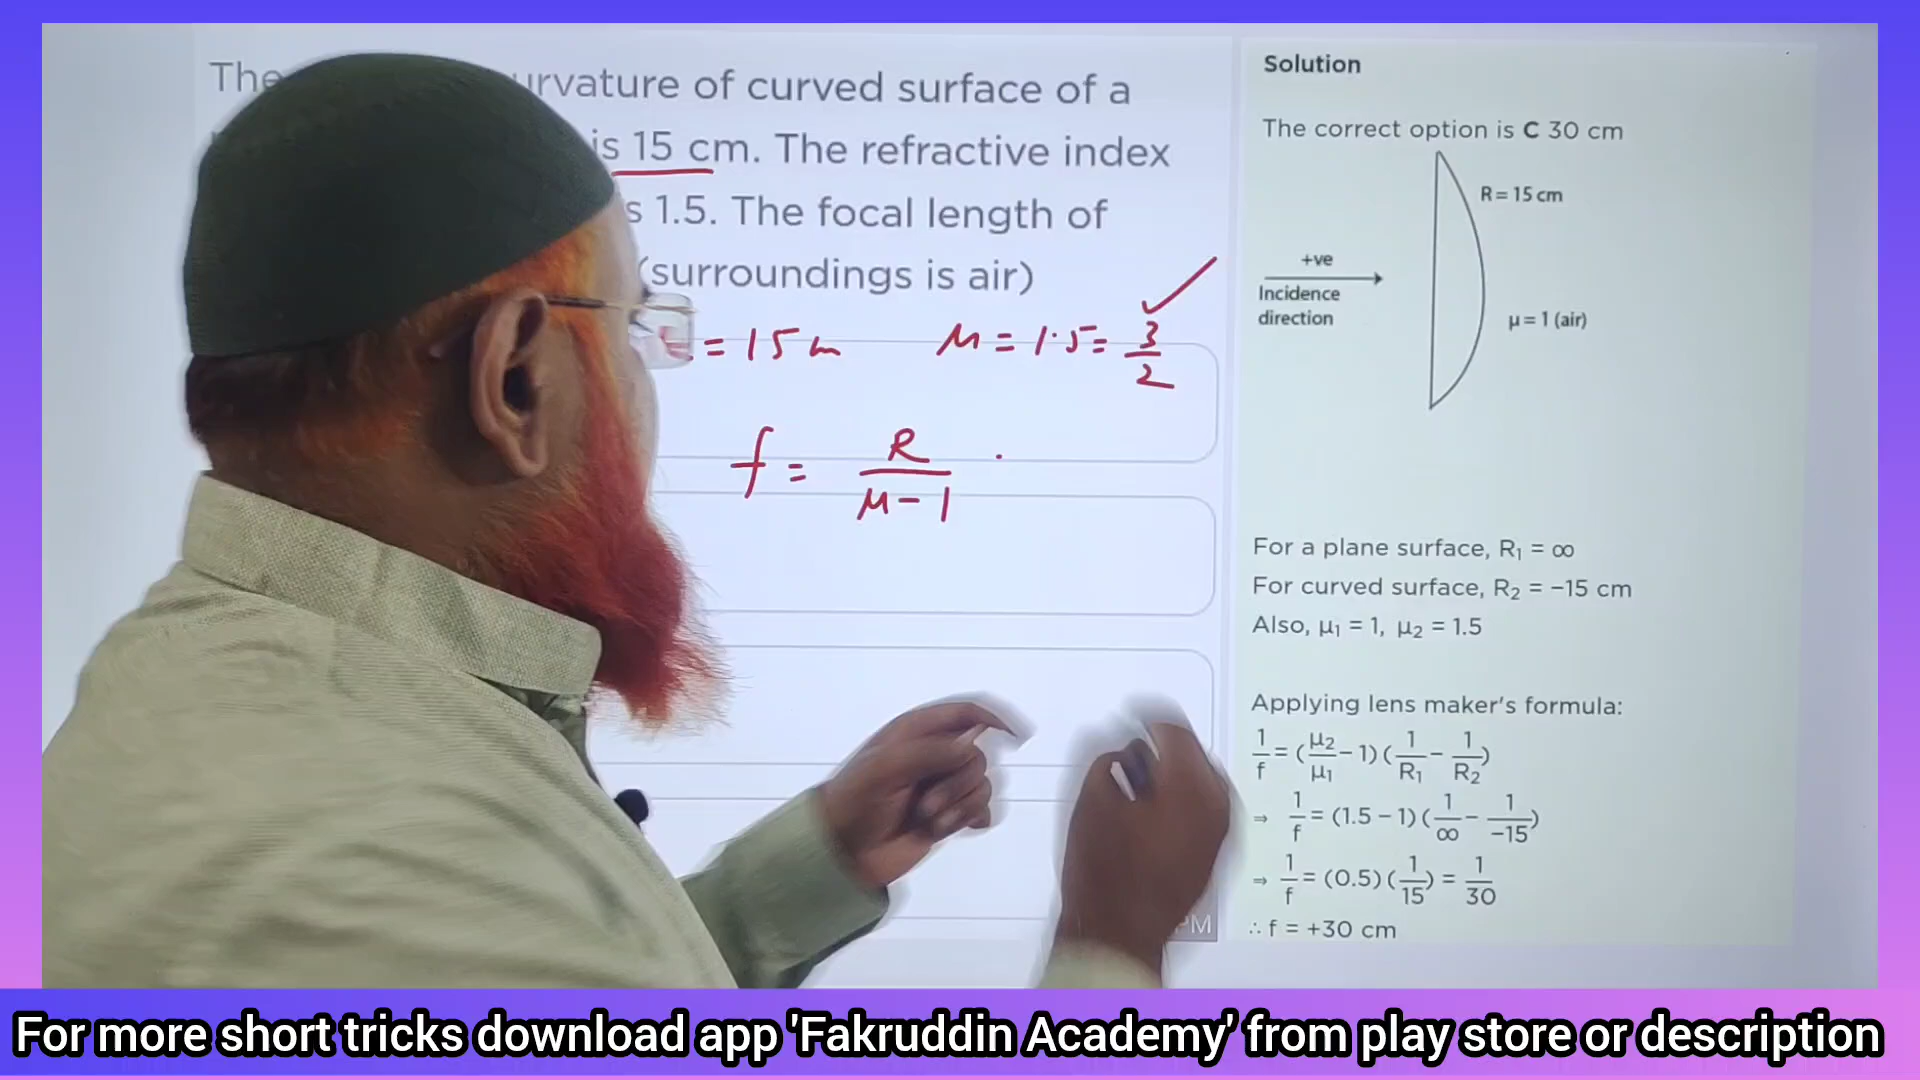 The urvature of curved surface of a
is 15 cm. The refractive index
s 1.5. The focal length of
(surroundings is air)
= 15 m μ = 1.5 = 3/2
f = R/(μ - 1)
PM
Solution
The correct option is C 30 cm
R = 15 cm
+ve
Incidence
direction
μ = 1 (air)
For a plane surface, R₁ = ∞
For curved surface, R₂ = −15 cm
Also, μ₁ = 1, μ₂ = 1.5
Applying lens maker's formula:
1/f = (μ₂/μ₁ − 1)(1/R₁ − 1/R₂)
⇒ 1/f = (1.5 − 1)(1/∞ − 1/−15)
⇒ 1/f = (0.5)(1/15) = 1/30
∴ f = +30 cm
For more short tricks download app 'Fakruddin Academy' from play store or description